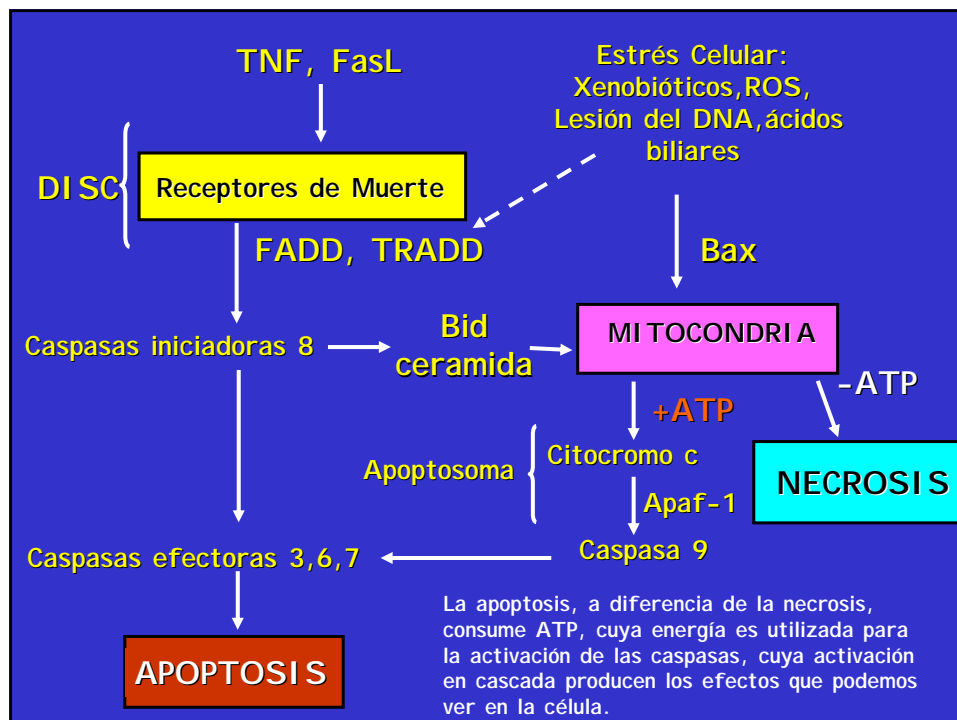 TNF, FasL
Estrés Celular:
Xenobióticos,ROS,
Lesión del DNA,ácidos
biliares
DISC
Receptores de Muerte
FADD, TRADD
Bax
Caspasas iniciadoras 8
Bid
ceramida
MITOCONDRIA
-ATP
+ATP
Apoptosoma
Citocromo c
NECROSIS
Apaf-1
Caspasas efectoras 3,6,7
Caspasa 9
APOPTOSIS
La apoptosis, a diferencia de la necrosis,
consume ATP, cuya energía es utilizada para
la activación de las caspasas, cuya activación
en cascada producen los efectos que podemos
ver en la célula.